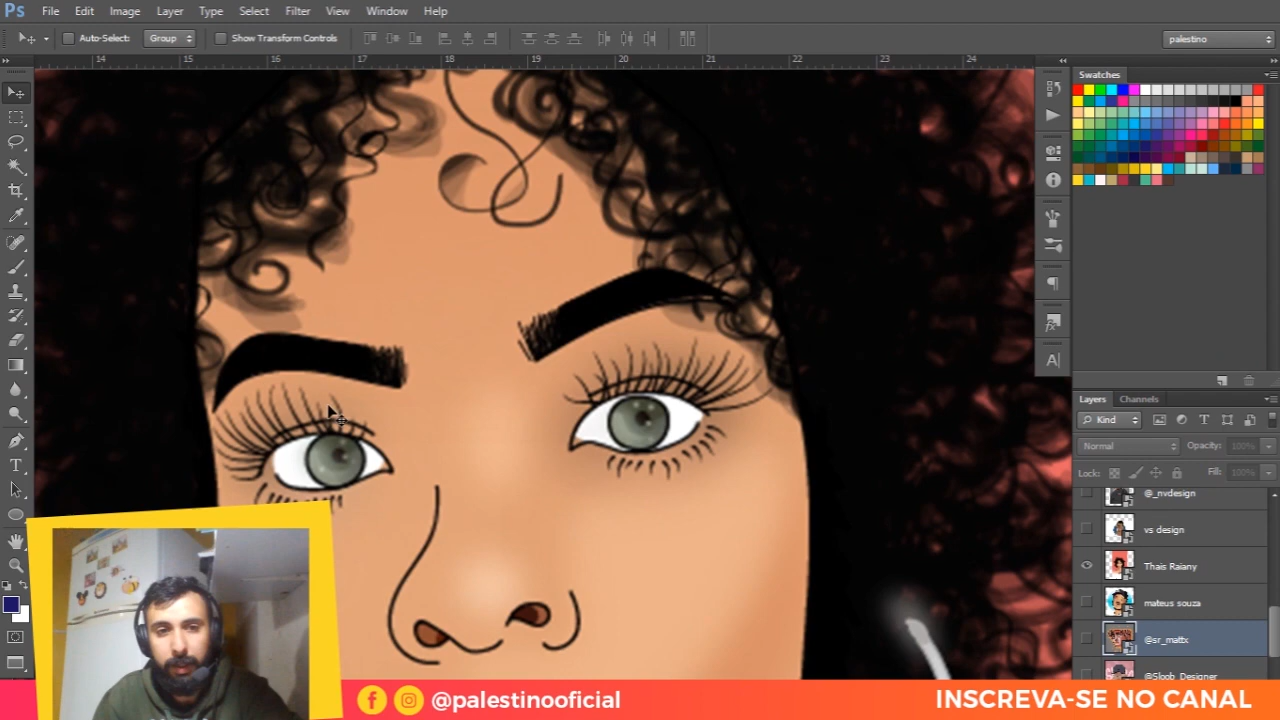 Ps File Edit Image Layer Type Select Filter View Window Help
Auto-Select: Group Show Transform Controls palestino
14 15 16 17 18 19 20 21 22 23 24
Swatches
Layers Channels
Kind
Normal Opacity: 100%
Lock: Fill: 100%
@_nvdesign
vs design
Thais Raiany
mateus souza
@sr_mattx
@Sloob_Designer
@palestinooficial INSCREVA-SE NO CANAL